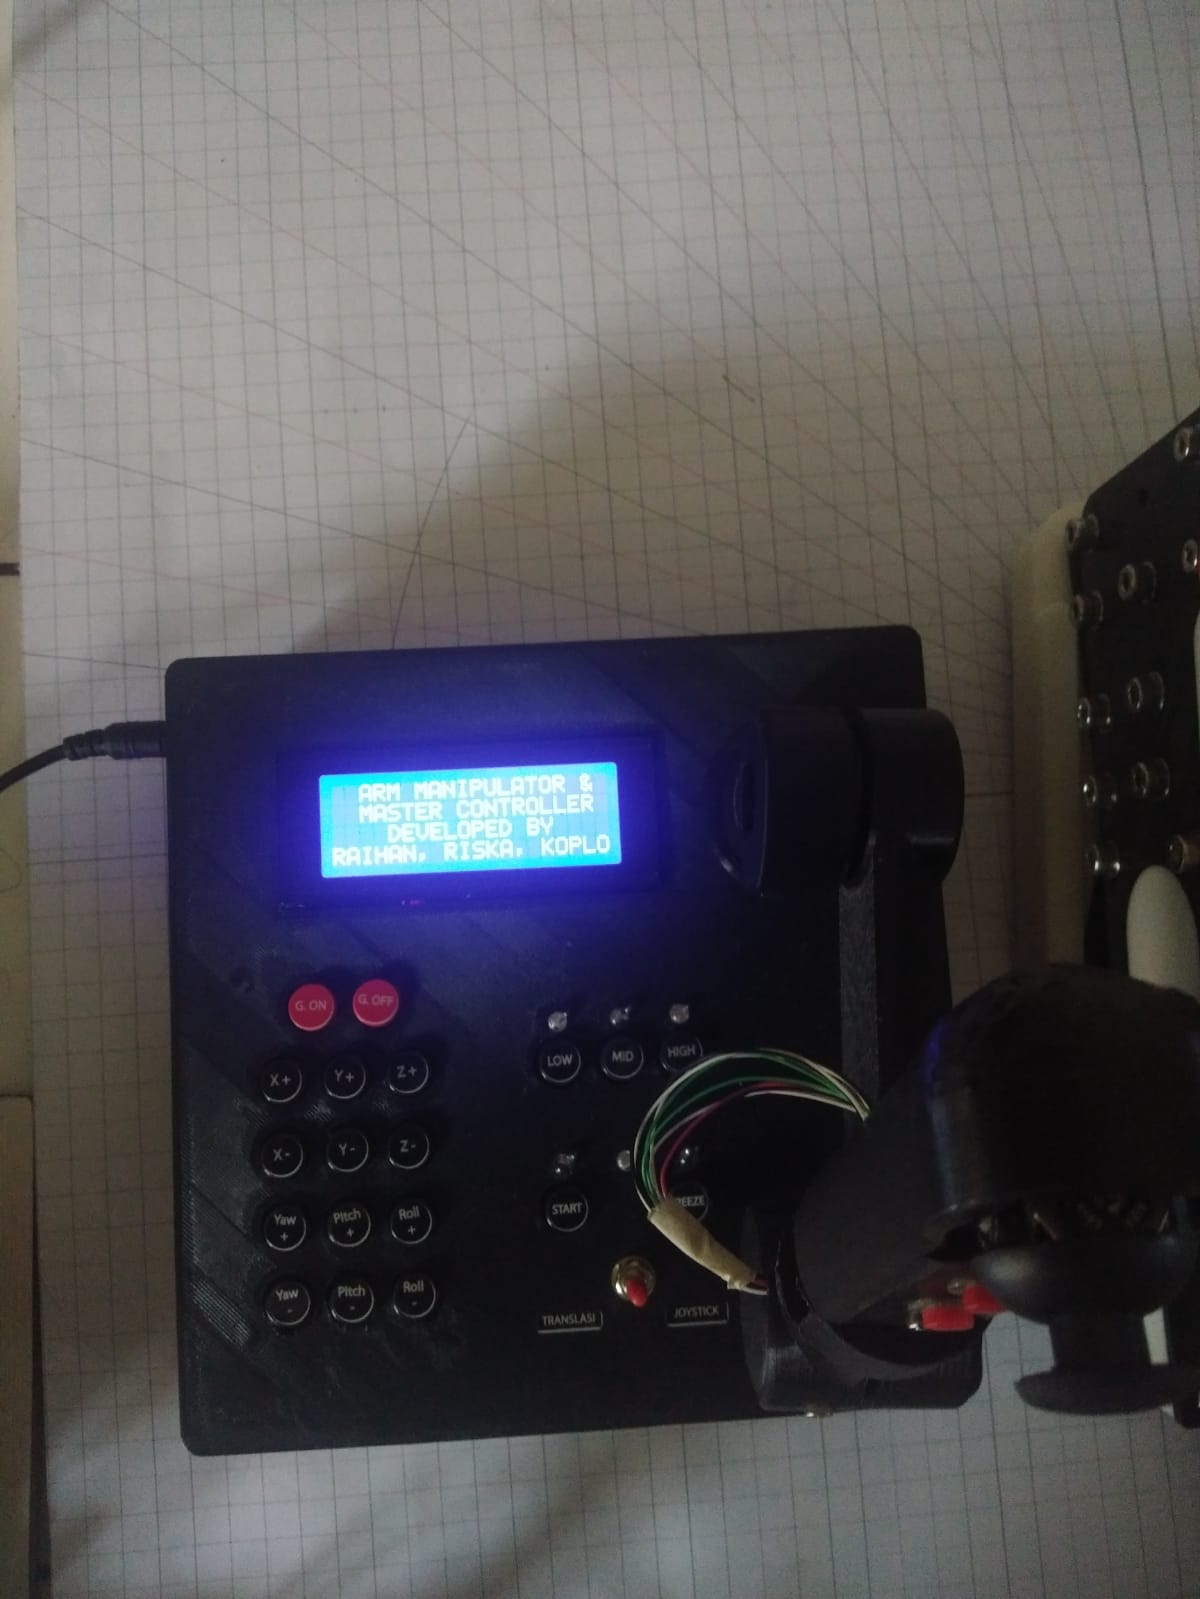 ARM MANIPULATOR &
MASTER CONTROLLER
DEVELOPED BY
RAIHAN, RISKA, KOPLO
G. ON G. OFF
X+ Y+ Z+
LOW MID HIGH
X- Y- Z-
Yaw + Pitch + Roll +
START
Yaw - Pitch - Roll -
TRANSLASI JOYSTICK